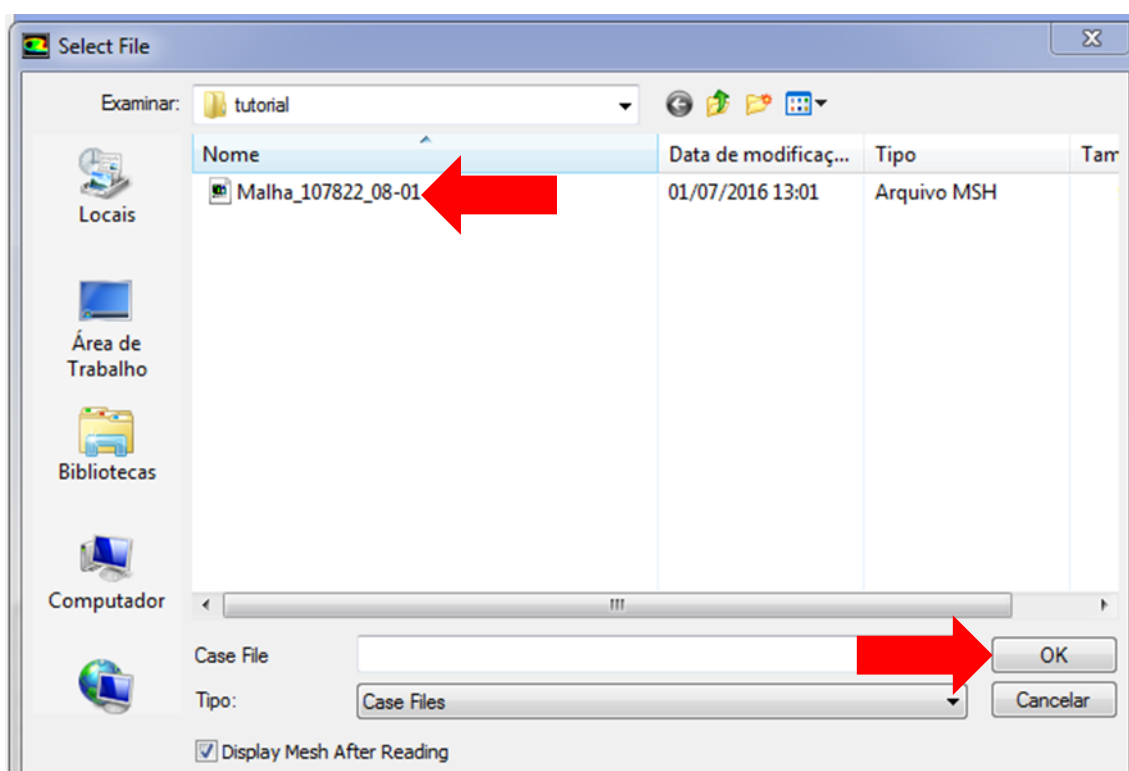 Select File
Examinar:
tutorial
Nome
Data de modificaç...
Tipo
Tam
Malha_107822_08-01
01/07/2016 13:01
Arquivo MSH
Locais
Área de
Trabalho
Bibliotecas
Computador
Case File
OK
Tipo:
Case Files
Cancelar
Display Mesh After Reading